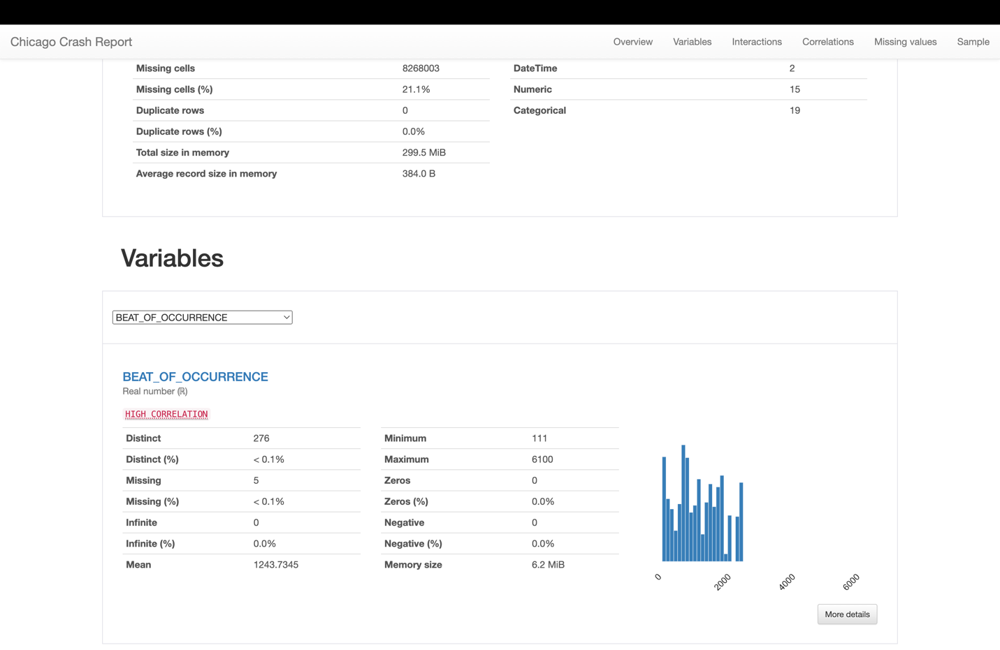 Chicago Crash Report
Overview Variables Interactions Correlations Missing values Sample
Missing cells 8268003
Missing cells (%) 21.1%
Duplicate rows 0
Duplicate rows (%) 0.0%
Total size in memory 299.5 MiB
Average record size in memory 384.0 B
DateTime 2
Numeric 15
Categorical 19
Variables
BEAT_OF_OCCURRENCE
BEAT_OF_OCCURRENCE
Real number (ℝ)
HIGH CORRELATION
Distinct 276
Distinct (%) < 0.1%
Missing 5
Missing (%) < 0.1%
Infinite 0
Infinite (%) 0.0%
Mean 1243.7345
Minimum 111
Maximum 6100
Zeros 0
Zeros (%) 0.0%
Negative 0
Negative (%) 0.0%
Memory size 6.2 MiB
0 2000 4000 6000
More details